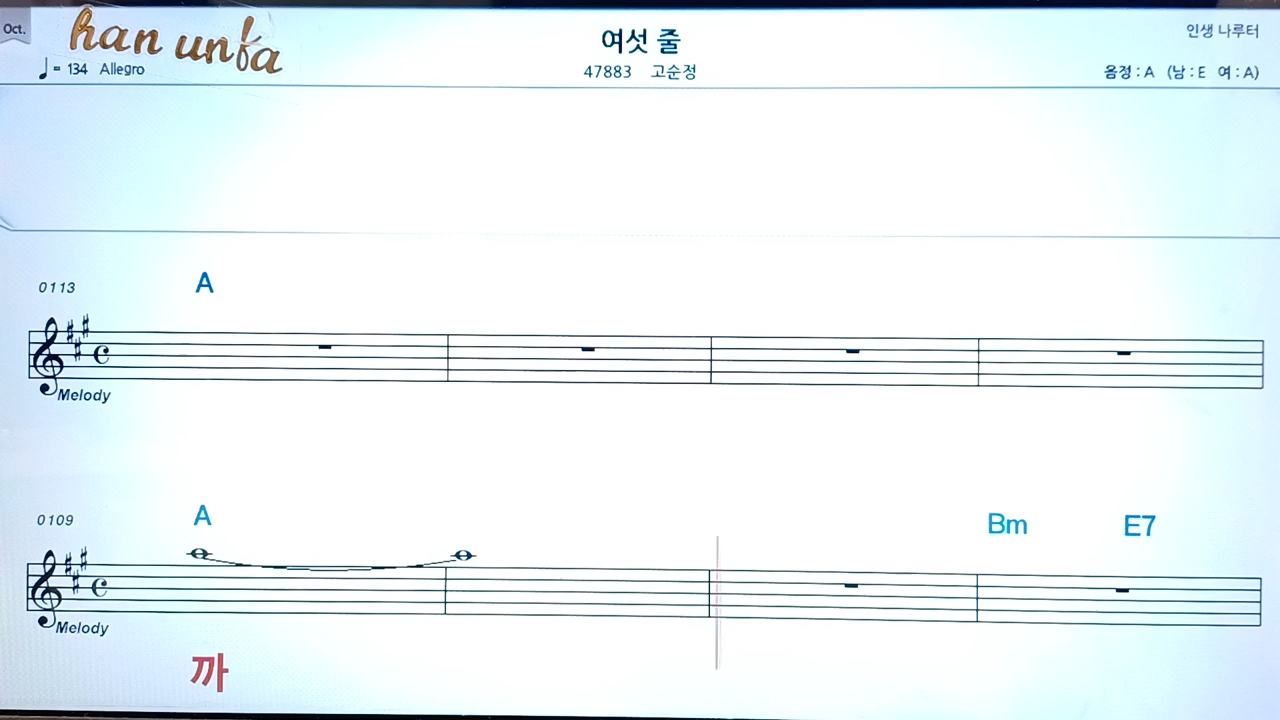 Oct.
han unfa
여섯 줄
인생 나루터
♩ = 134 Allegro
47883 고순정
음정 : A (남 : E 여 : A)
0113
A
Melody
0109
A Bm E7
Melody
까